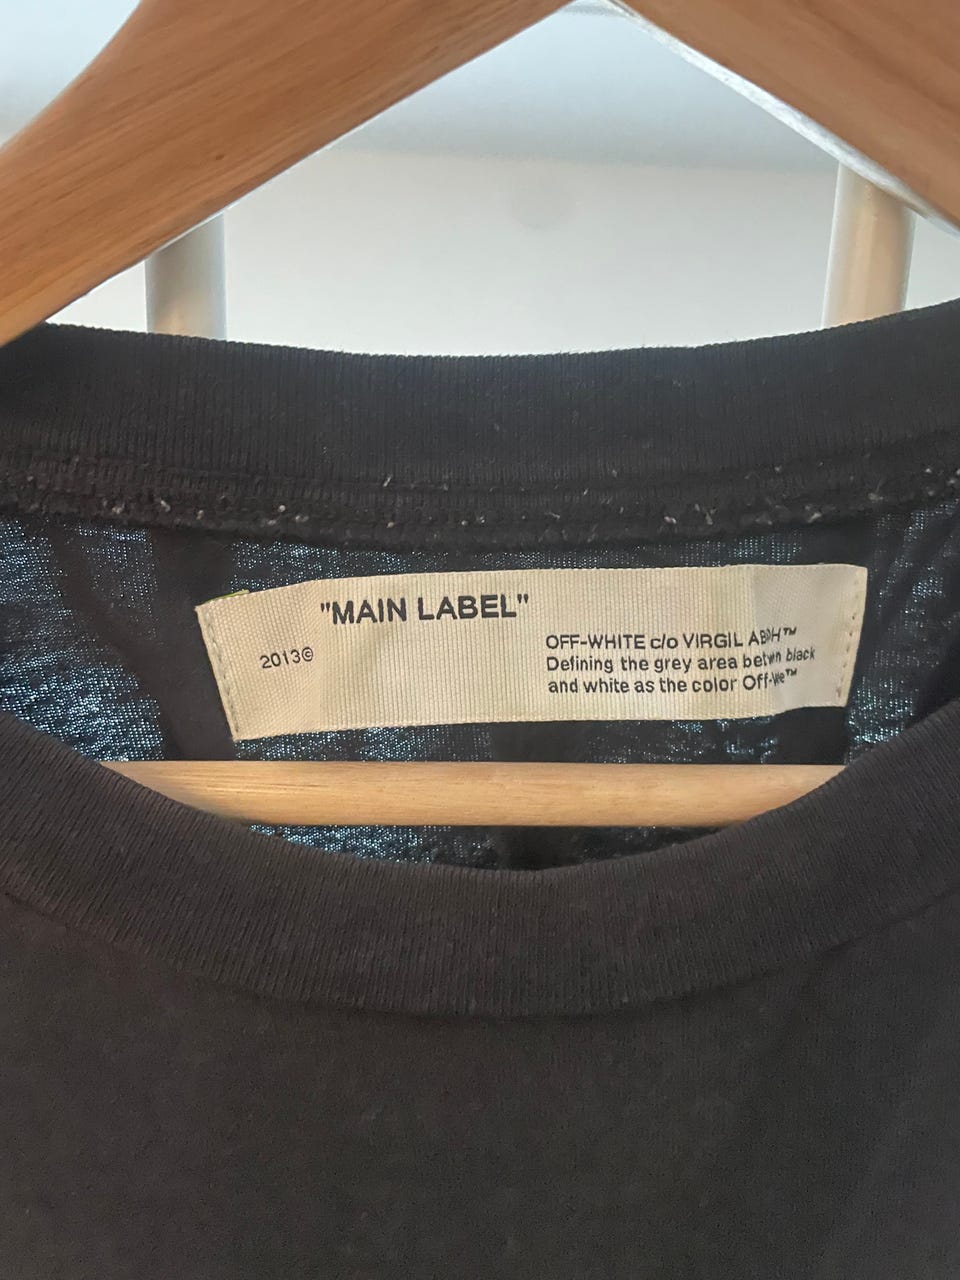 "MAIN LABEL"
2013©
OFF-WHITE c/o VIRGIL
Defining the grey area black
and white as the color